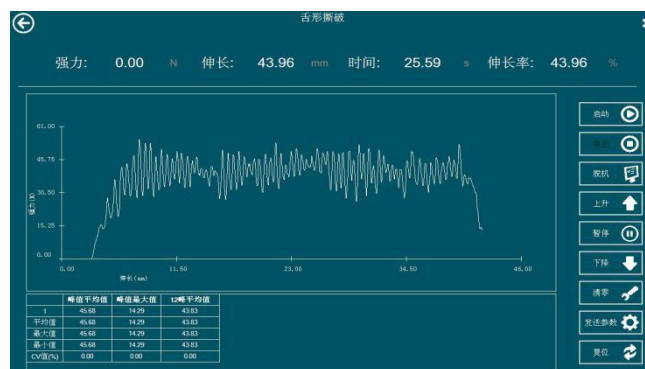 舌形撕破
强力: 0.00 N 伸长: 43.96 mm 时间: 25.59 s 伸长率: 43.96 %
启动
停止
脱机
上升
暂停
下降
清零
发送参数
复位
61.00
45.75
30.50
15.25
0.00
强力(N)
0.00 11.50 23.00 34.50 46.00
伸长(mm)
峰值平均值 峰值最大值 12峰平均值
1 45.68 14.29 43.83
平均值 45.68 14.29 43.83
最大值 45.68 14.29 43.83
最小值 45.68 14.29 43.83
CV值(%) 0.00 0.00 0.00